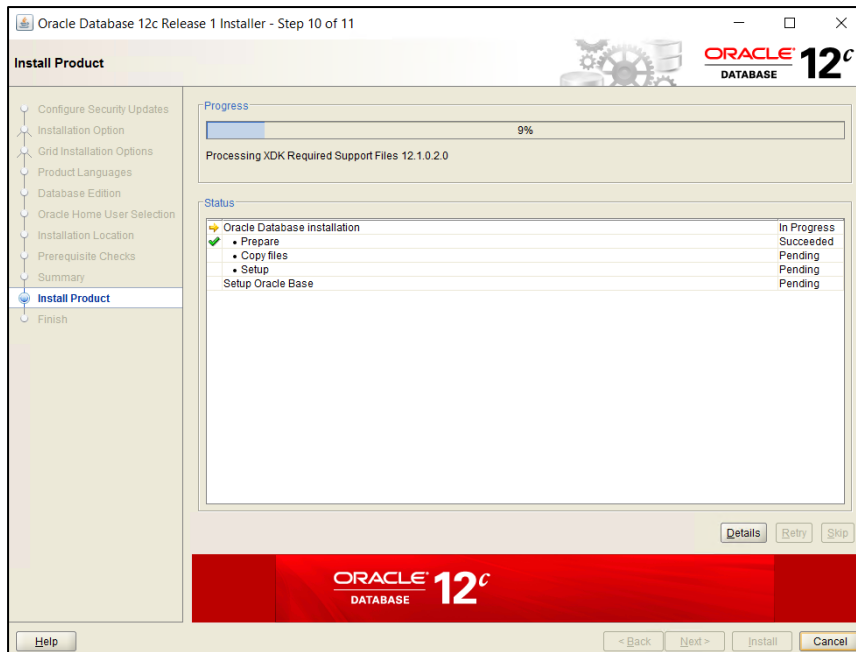 Oracle Database 12c Release 1 Installer - Step 10 of 11
Install Product
ORACLE
DATABASE
12c
Configure Security Updates
Installation Option
Grid Installation Options
Product Languages
Database Edition
Oracle Home User Selection
Installation Location
Prerequisite Checks
Summary
Install Product
Finish
Progress
9%
Processing XDK Required Support Files 12.1.0.2.0
Status
Oracle Database installation In Progress
• Prepare Succeeded
• Copy files Pending
• Setup Pending
Setup Oracle Base Pending
Details Retry Skip
ORACLE
DATABASE
12c
Help < Back Next > Install Cancel